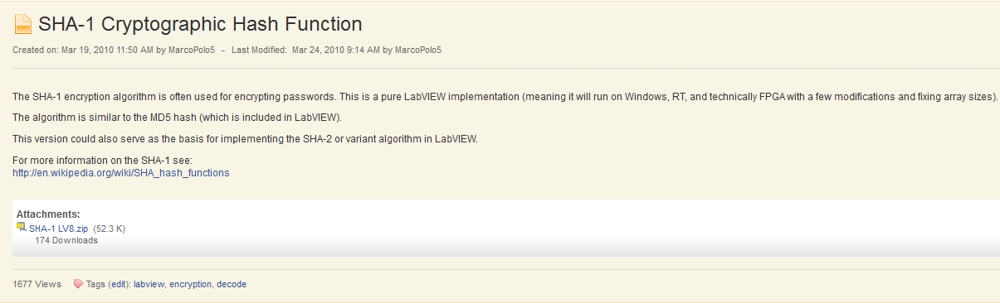 SHA-1 Cryptographic Hash Function
Created on: Mar 19, 2010 11:50 AM by MarcoPolo5 - Last Modified: Mar 24, 2010 9:14 AM by MarcoPolo5
The SHA-1 encryption algorithm is often used for encrypting passwords. This is a pure LabVIEW implementation (meaning it will run on Windows, RT, and technically FPGA with a few modifications and fixing array sizes).
The algorithm is similar to the MD5 hash (which is included in LabVIEW).
This version could also serve as the basis for implementing the SHA-2 or variant algorithm in LabVIEW.
For more information on the SHA-1 see:
http://en.wikipedia.org/wiki/SHA_hash_functions
Attachments:
SHA-1 LV8.zip (52.3 K)
174 Downloads
1677 Views Tags (edit): labview, encryption, decode